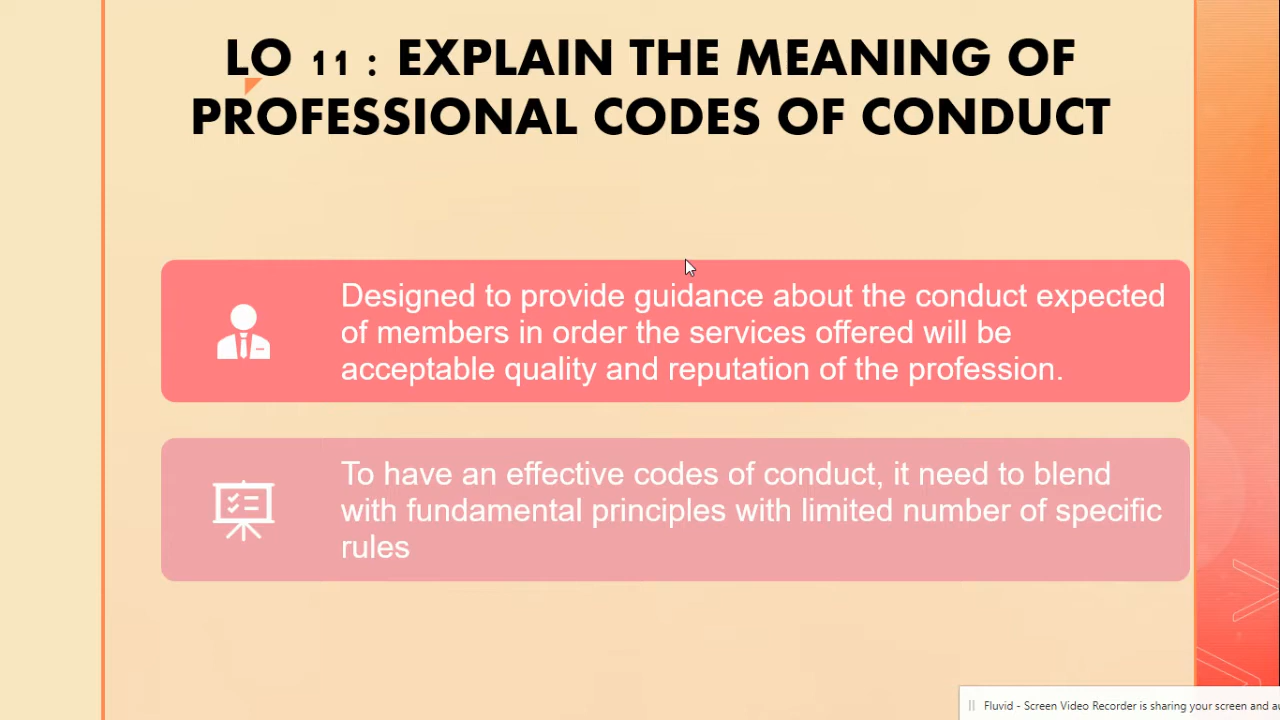 LO 11 : EXPLAIN THE MEANING OF
PROFESSIONAL CODES OF CONDUCT
Designed to provide guidance about the conduct expected
of members in order the services offered will be
acceptable quality and reputation of the profession.
To have an effective codes of conduct, it need to blend
with fundamental principles with limited number of specific
rules
Fluvid - Screen Video Recorder is sharing your screen and